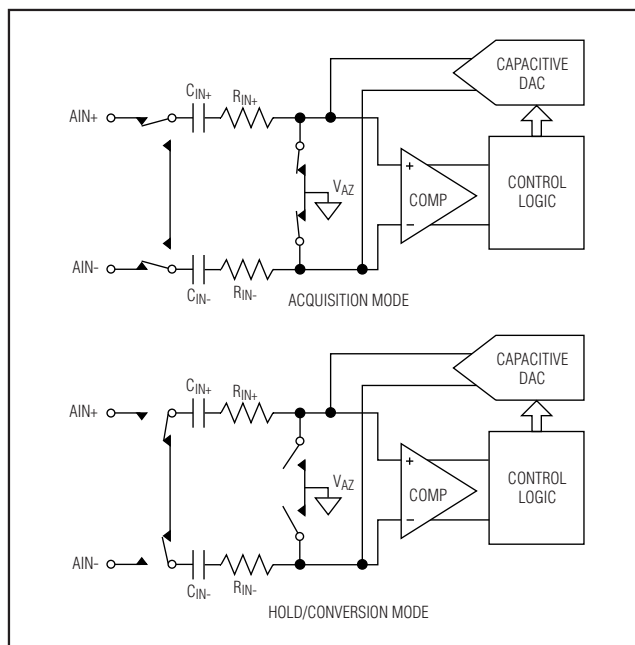 CAPACITIVE
DAC
CIN+
RIN+
AIN+
VAZ
+
COMP
−
CONTROL
LOGIC
AIN-
CIN-
RIN-
ACQUISITION MODE
CAPACITIVE
DAC
CIN+
RIN+
AIN+
VAZ
+
COMP
−
CONTROL
LOGIC
AIN-
CIN-
RIN-
HOLD/CONVERSION MODE